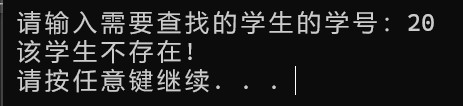 请输入需要查找的学生的学号：20
该学生不存在！
请按任意键继续. . .